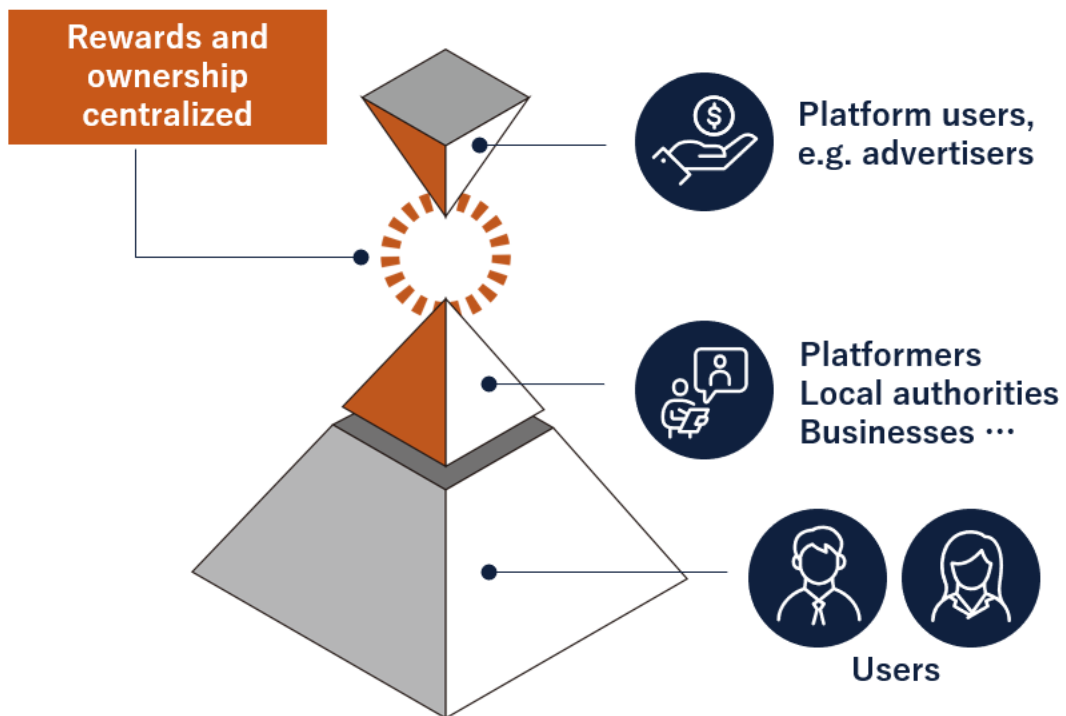 Rewards and
ownership
centralized
$
Platform users,
e.g. advertisers
Platformers
Local authorities
Businesses ⋯
Users